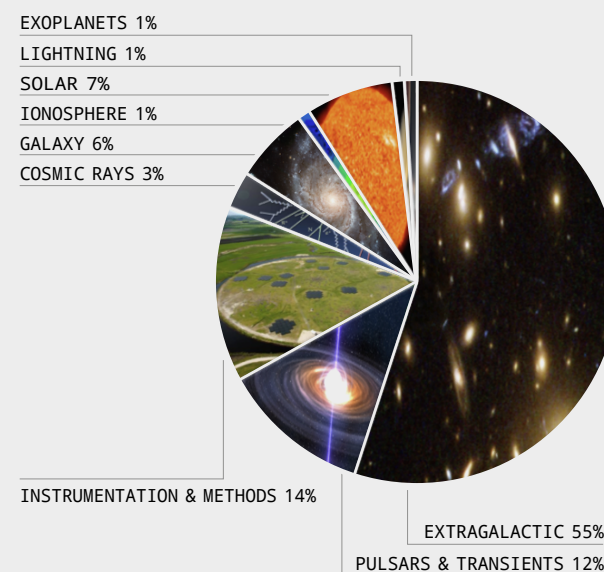 EXOPLANETS 1%
LIGHTNING 1%
SOLAR 7%
IONOSPHERE 1%
GALAXY 6%
COSMIC RAYS 3%
INSTRUMENTATION & METHODS 14%
EXTRAGALACTIC 55%
PULSARS & TRANSIENTS 12%